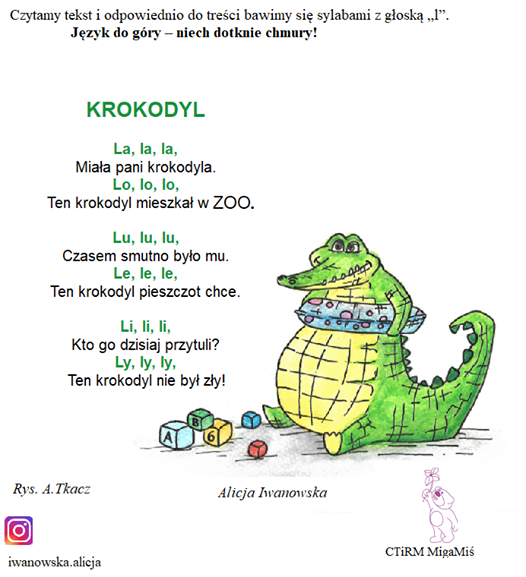 Czytamy tekst i odpowiednio do treści bawimy się sylabami z głoską „l”.
Język do góry – niech dotknie chmury!
KROKODYL
La, la, la,
Miała pani krokodyla.
Lo, lo, lo,
Ten krokodyl mieszkał w ZOO.
Lu, lu, lu,
Czasem smutno było mu.
Le, le, le,
Ten krokodyl pieszczot chce.
Li, li, li,
Kto go dzisiaj przytuli?
Ly, ly, ly,
Ten krokodyl nie był zły!
A
B
6
Rys. A.Tkacz
Alicja Iwanowska
iwanowska.alicja
CTiRM MigaMiś